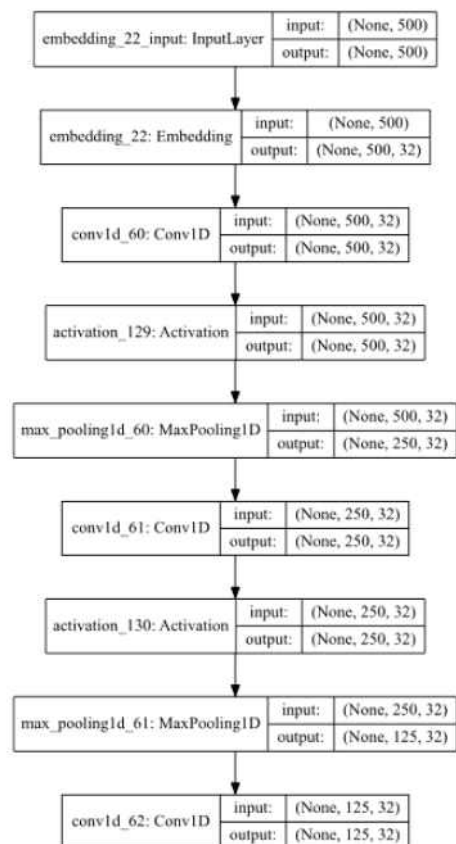 embedding_22_input: InputLayer
input: (None, 500)
output: (None, 500)
embedding_22: Embedding
input: (None, 500)
output: (None, 500, 32)
conv1d_60: Conv1D
input: (None, 500, 32)
output: (None, 500, 32)
activation_129: Activation
input: (None, 500, 32)
output: (None, 500, 32)
max_pooling1d_60: MaxPooling1D
input: (None, 500, 32)
output: (None, 250, 32)
conv1d_61: Conv1D
input: (None, 250, 32)
output: (None, 250, 32)
activation_130: Activation
input: (None, 250, 32)
output: (None, 250, 32)
max_pooling1d_61: MaxPooling1D
input: (None, 250, 32)
output: (None, 125, 32)
conv1d_62: Conv1D
input: (None, 125, 32)
output: (None, 125, 32)